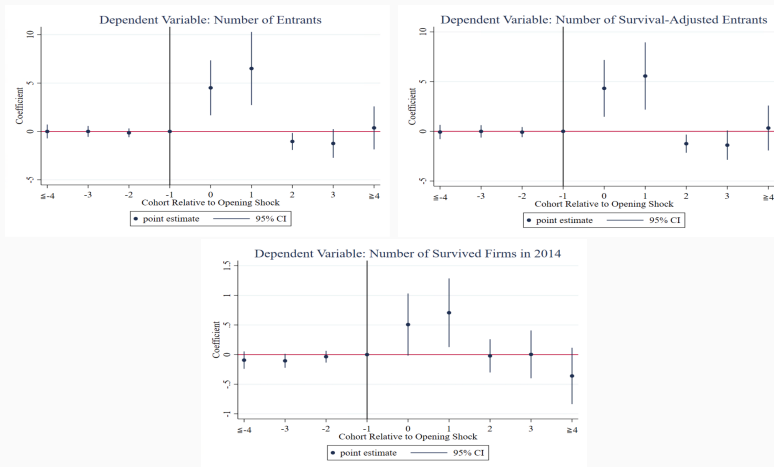 Dependent Variable: Number of Entrants
10
5
0
-5
Coefficient
≤-4 -3 -2 -1 0 1 2 3 ≥4
Cohort Relative to Opening Shock
point estimate 95% CI
Dependent Variable: Number of Survival-Adjusted Entrants
10
5
0
-5
Coefficient
≤-4 -3 -2 -1 0 1 2 3 ≥4
Cohort Relative to Opening Shock
point estimate 95% CI
Dependent Variable: Number of Survived Firms in 2014
1.5
1
.5
0
-.5
-1
Coefficient
≤-4 -3 -2 -1 0 1 2 3 ≥4
Cohort Relative to Opening Shock
point estimate 95% CI